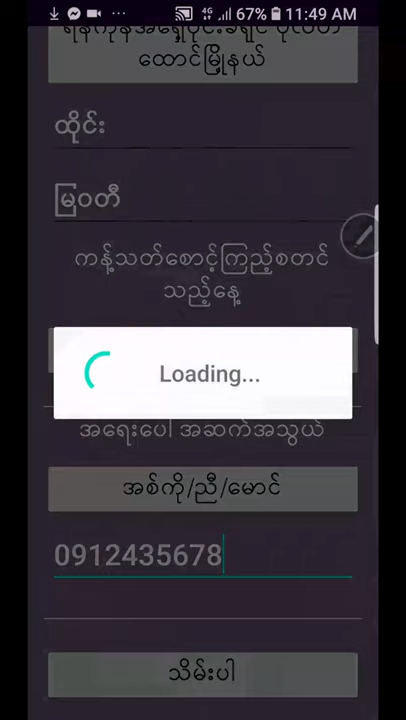 4G 67% 11:49 AM
ထောင်မြို့နယ်
ထိုင်း
မြဝတီ
ကန့်သတ်စောင့်ကြည့်စတင်
သည့်နေ့
Loading...
အရေးပေါ် အဆက်အသွယ်
အစ်ကို/ညီ/မောင်
0912435678
သိမ်းပါ